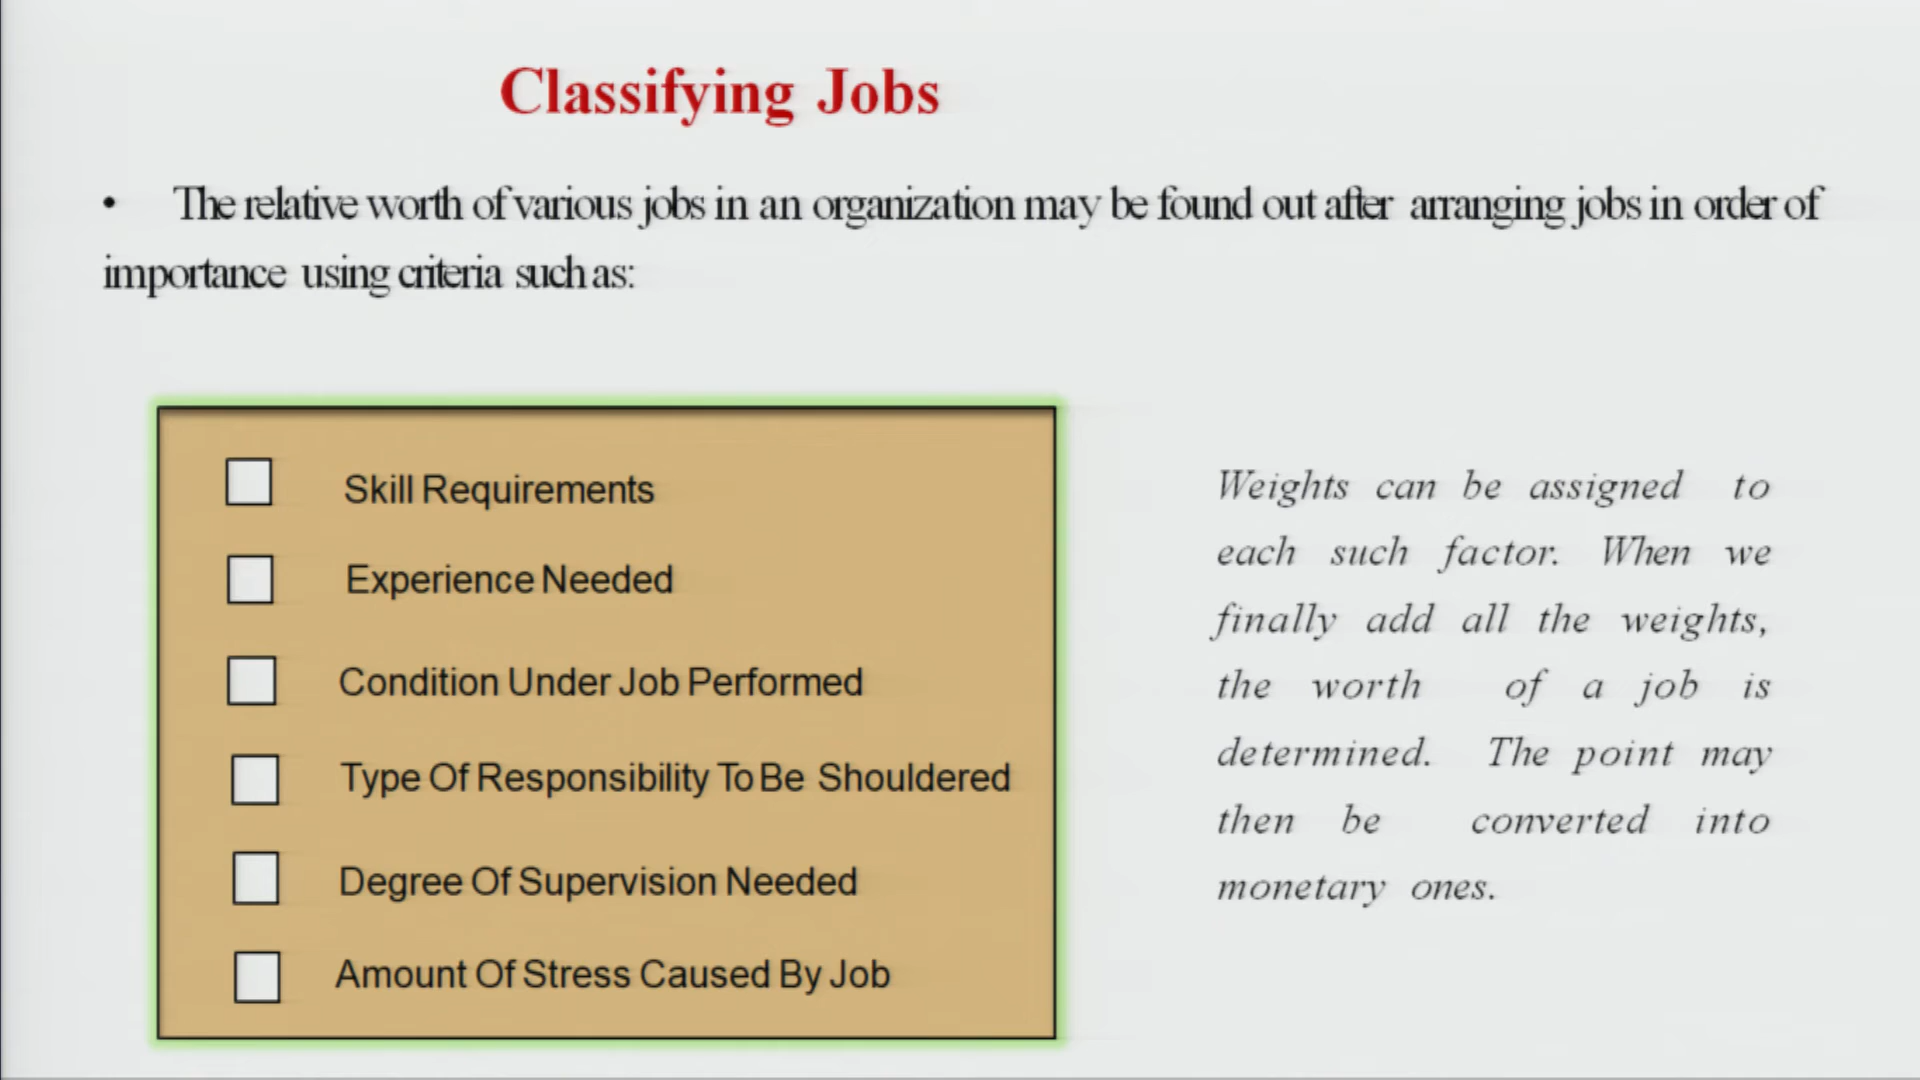 Classifying Jobs
• The relative worth of various jobs in an organization may be found out after arranging jobs in order of
importance using criteria such as:
Skill Requirements
Experience Needed
Condition Under Job Performed
Type Of Responsibility To Be Shouldered
Degree Of Supervision Needed
Amount Of Stress Caused By Job
Weights can be assigned to
each such factor. When we
finally add all the weights,
the worth of a job is
determined. The point may
then be converted into
monetary ones.